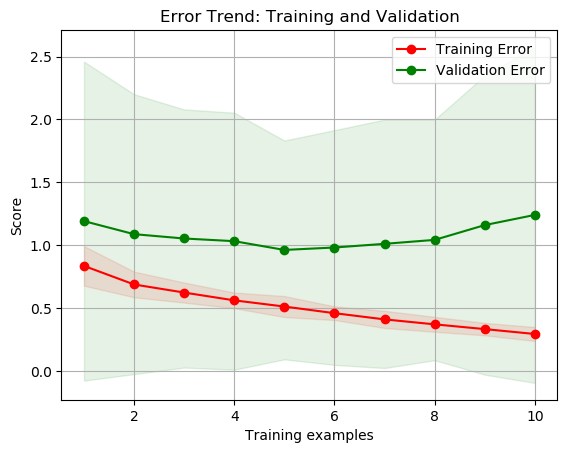 Error Trend: Training and Validation
Training Error
Validation Error
2.5
2.0
1.5
1.0
0.5
0.0
Score
2 4 6 8 10
Training examples